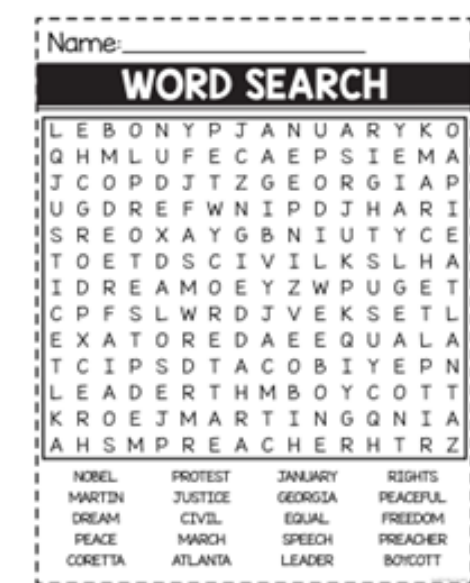 Name:
WORD SEARCH
L E B O N Y P J A N U A R Y K O
Q H M L U F E C A E P S I E M A
J C O P D J T Z G E O R G I A P
U G D R E F W N I P D J H A R I
S R E O X A Y G B N I U T Y C E
T O E T D S C I V I L K S L H A
I D R E A M O E Y Z W P U G E T
C P F S L W R D J V E K S E T L
E X A T O R E D A E E Q U A L A
T C I P S D T A C O B I Y E P N
L E A D E R T H M B O Y C O T T
K R O E J M A R T I N G Q N I A
A H S M P R E A C H E R H T R Z
NOBEL PROTEST JANUARY RIGHTS
MARTIN JUSTICE GEORGIA PEACEFUL
DREAM CIVIL EQUAL FREEDOM
PEACE MARCH SPEECH PREACHER
CORETTA ATLANTA LEADER BOYCOTT